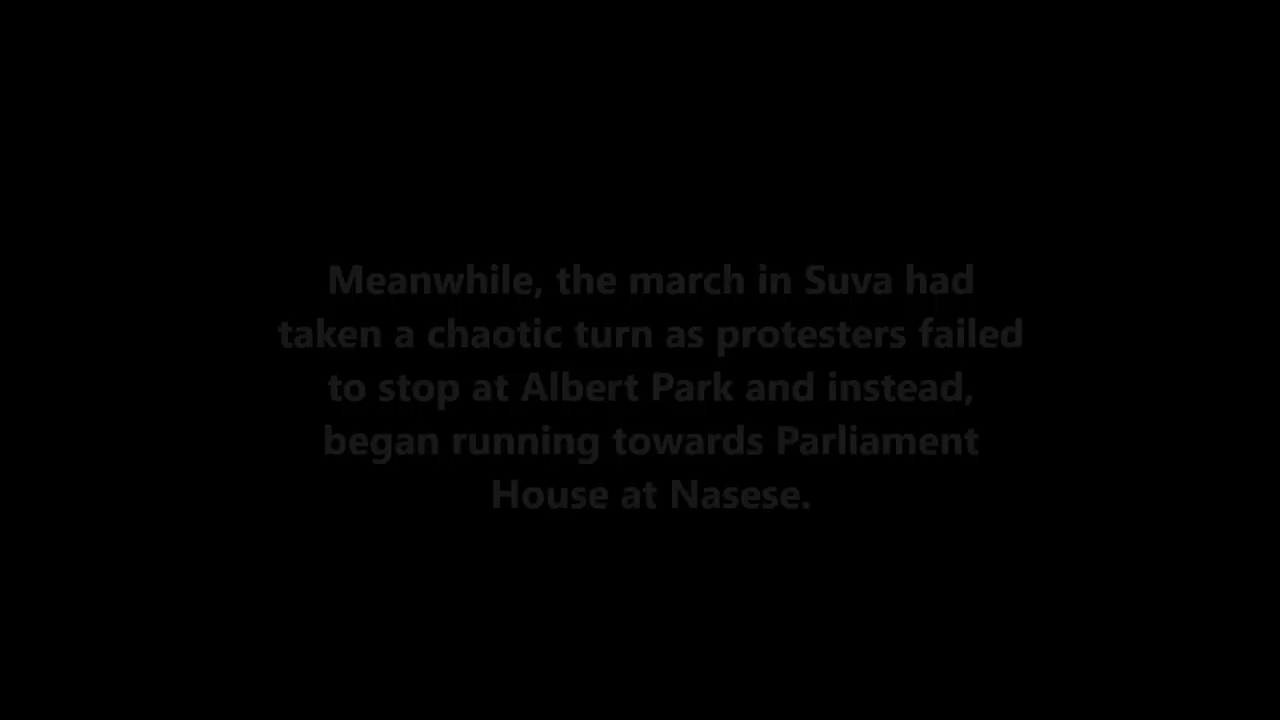 Meanwhile, the march in Suva had
taken a chaotic turn as protesters failed
to stop at Albert Park and instead,
began running towards Parliament
House at Nasese.